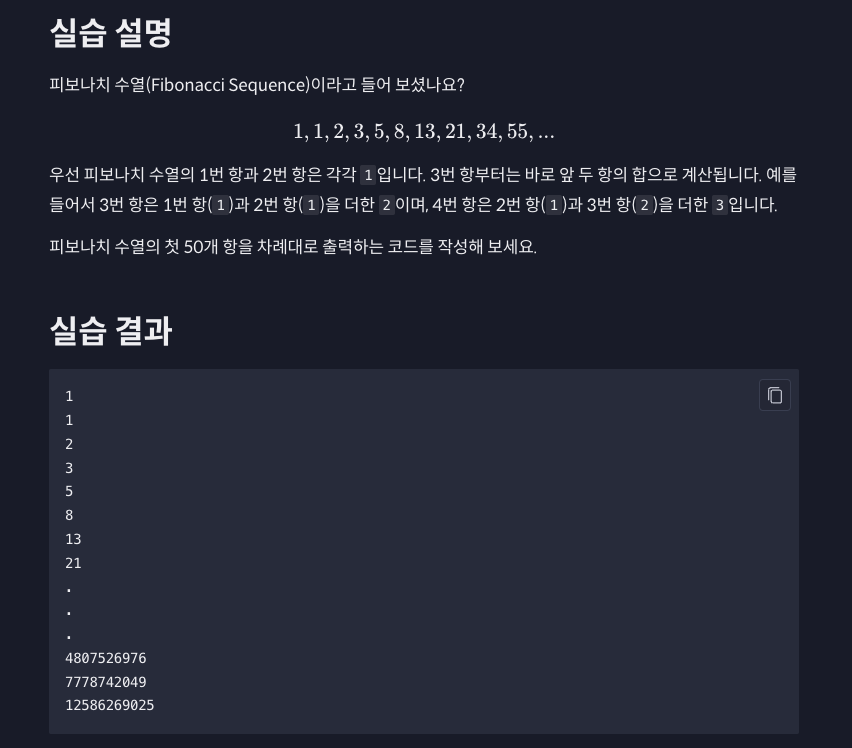 실습 설명
피보나치 수열(Fibonacci Sequence)이라고 들어 보셨나요?
1, 1, 2, 3, 5, 8, 13, 21, 34, 55, ...
우선 피보나치 수열의 1번 항과 2번 항은 각각 1입니다. 3번 항부터는 바로 앞 두 항의 합으로 계산됩니다. 예를
들어서 3번 항은 1번 항(1)과 2번 항(1)을 더한 2이며, 4번 항은 2번 항(1)과 3번 항(2)을 더한 3입니다.
피보나치 수열의 첫 50개 항을 차례대로 출력하는 코드를 작성해 보세요.
실습 결과
1
1
2
3
5
8
13
21
.
.
.
4807526976
7778742049
12586269025